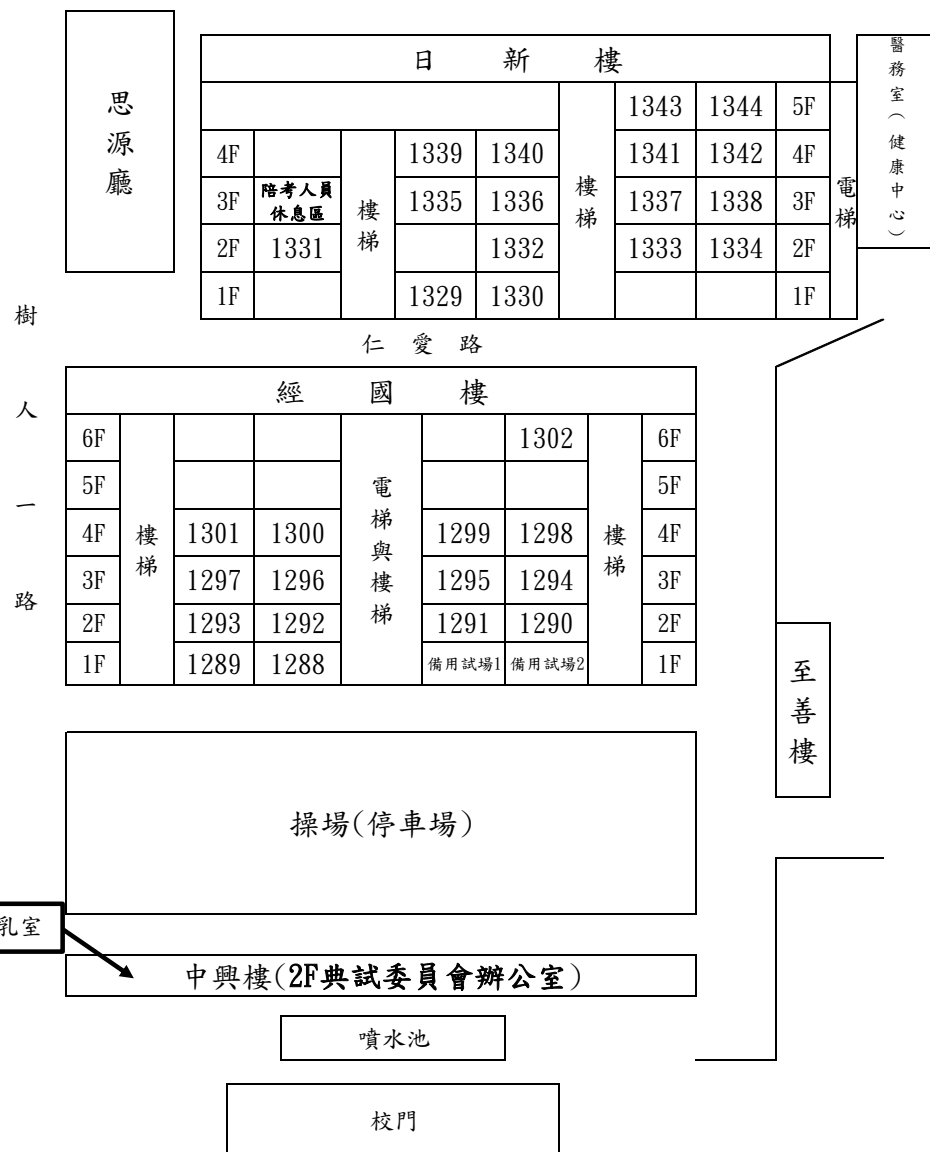 思源廳
日新樓
醫務室(健康中心)
1343 1344 5F
4F 1339 1340 1341 1342 4F
3F 陪考人員休息區 樓梯 1335 1336 樓梯 1337 1338 3F 電梯
2F 1331 1332 1333 1334 2F
1F 1329 1330 1F
仁愛路
樹人一路
經國樓
6F 1302 6F
5F 5F
4F 樓梯 1301 1300 電梯與樓梯 1299 1298 樓梯 4F
3F 1297 1296 1295 1294 3F
2F 1293 1292 1291 1290 2F
1F 1289 1288 備用試場1 備用試場2 1F
至善樓
操場(停車場)
乳室
中興樓(2F典試委員會辦公室)
噴水池
校門